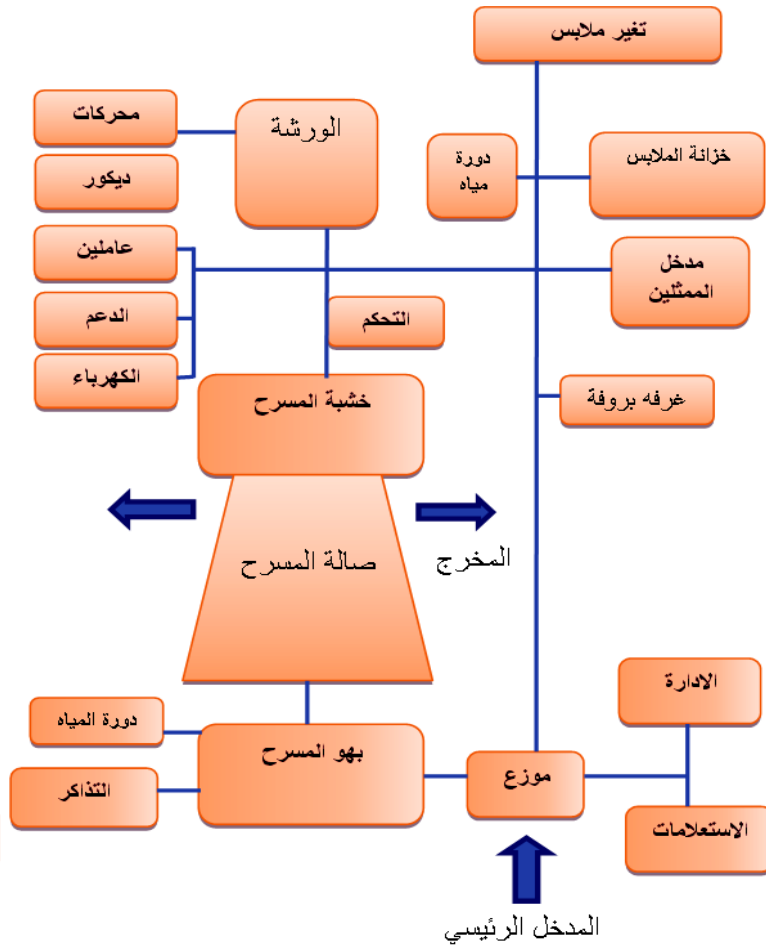 تغير ملابس
محركات
الورشة
دورة
مياه
خزانة الملابس
ديكور
عاملين
مدخل
الممثلين
الدعم
التحكم
الكهرباء
خشبة المسرح
غرفه بروفة
صالة المسرح
المخرج
الادارة
دورة المياه
بهو المسرح
موزع
التذاكر
الاستعلامات
المدخل الرئيسي